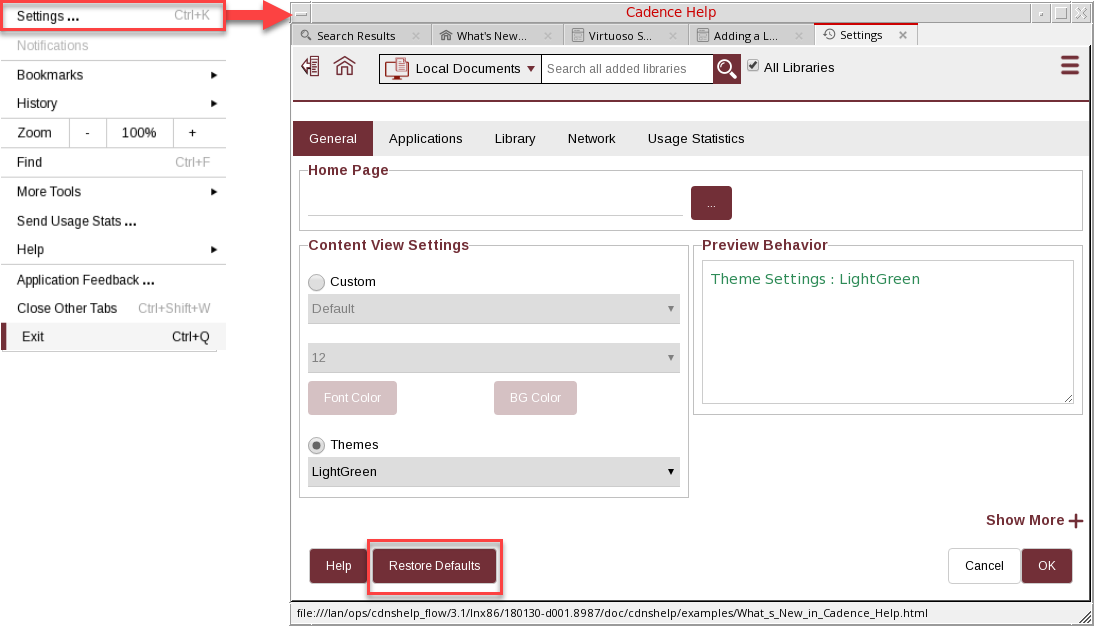 Settings ... Ctrl+K
Notifications
Bookmarks
History
Zoom - 100% +
Find Ctrl+F
More Tools
Send Usage Stats ...
Help
Application Feedback ...
Close Other Tabs Ctrl+Shift+W
Exit Ctrl+Q
Cadence Help
Search Results What's New... Virtuoso S... Adding a L... Settings
Local Documents Search all added libraries All Libraries
General Applications Library Network Usage Statistics
Home Page
...
Content View Settings
Custom
Default
12
Font Color BG Color
Themes
LightGreen
Preview Behavior
Theme Settings : LightGreen
Show More
Help Restore Defaults Cancel OK
file:///lan/ops/cdnshelp_flow/3.1/lnx86/180130-d001.8987/doc/cdnshelp/examples/What_s_New_in_Cadence_Help.html